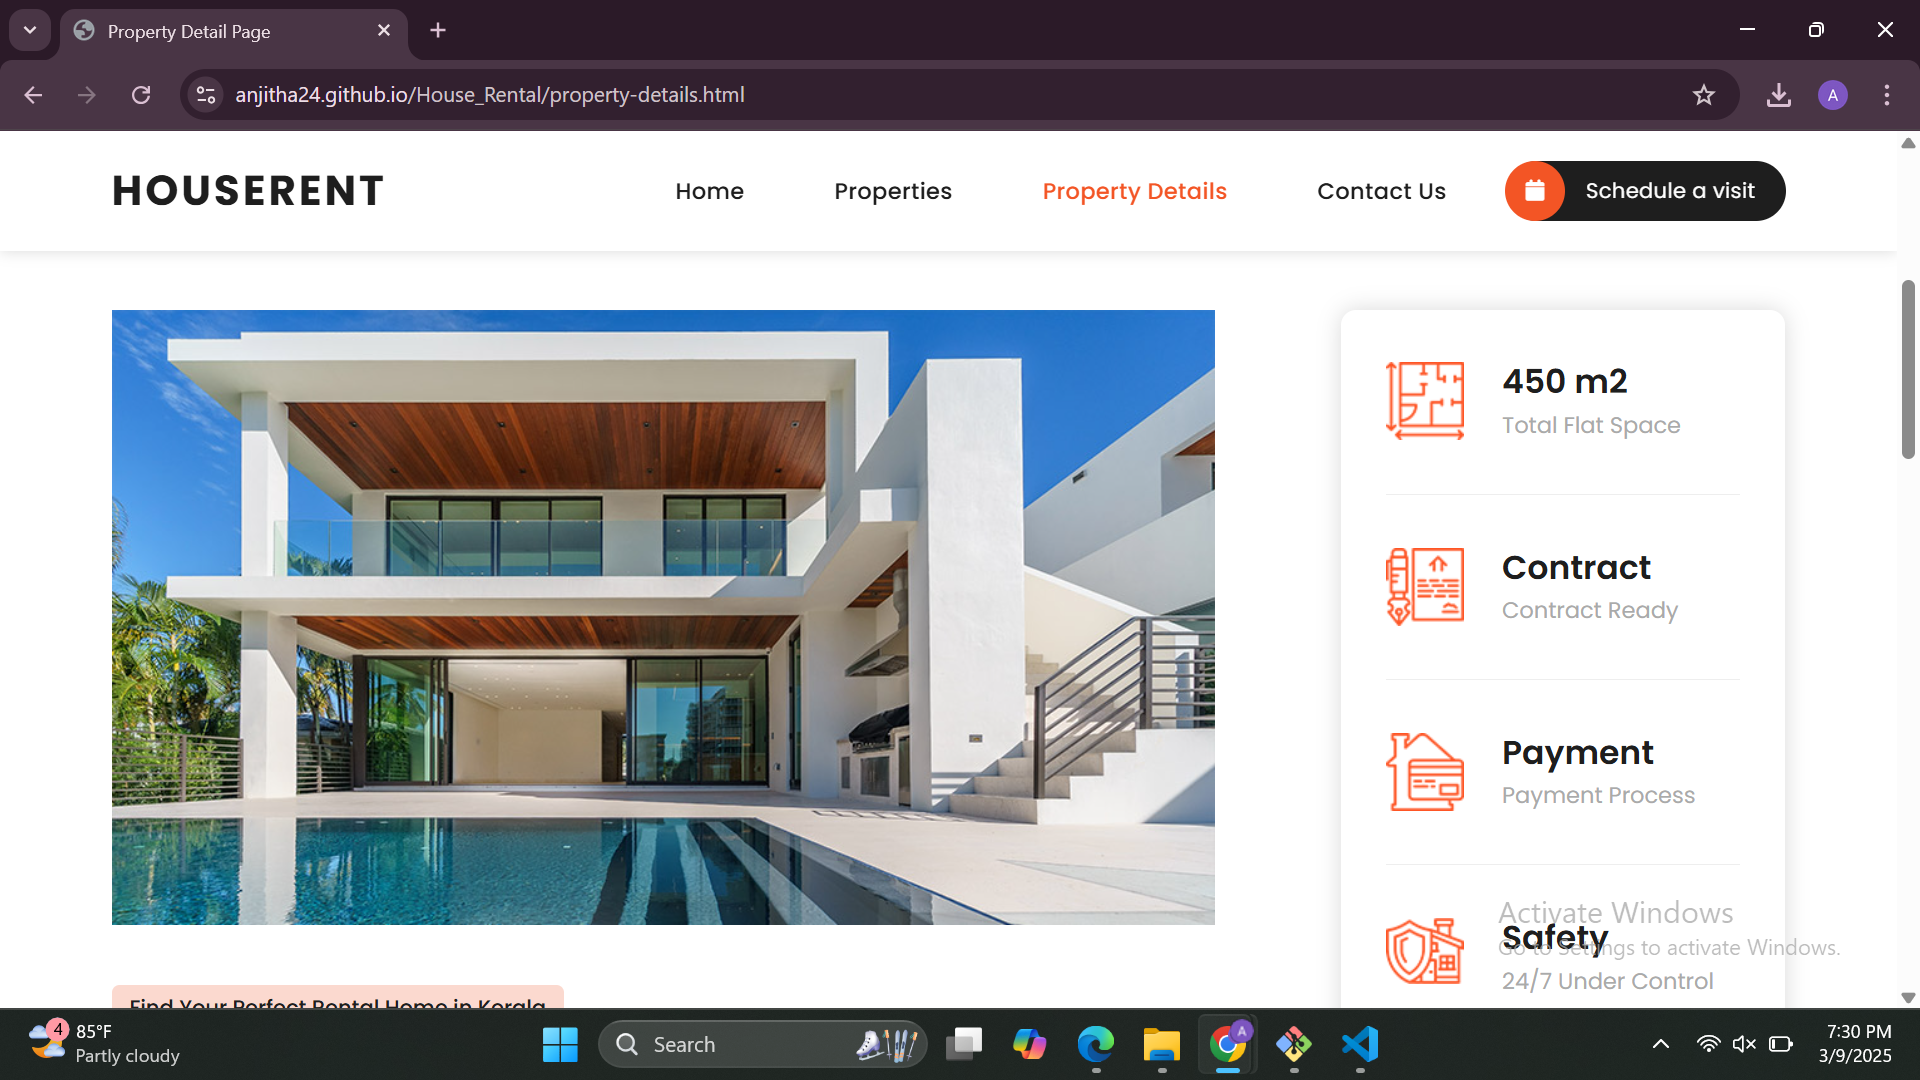 Property Detail Page
anjitha24.github.io/House_Rental/property-details.html
A
HOUSERENT
Home
Properties
Property Details
Contact Us
Schedule a visit
450 m2
Total Flat Space
Contract
Contract Ready
Payment
Payment Process
Safety
24/7 Under Control
Activate Windows
Go to Settings to activate Windows.
Find Your Perfect Rental Home in Kerala
4
85°F
Partly cloudy
Search
A
7:30 PM
3/9/2025